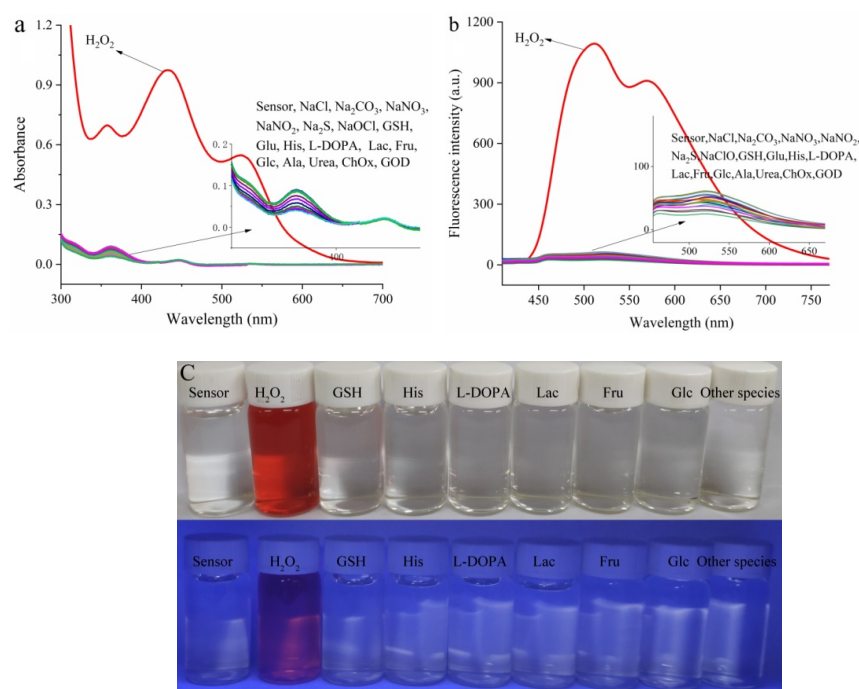 a
1.2
0.9
0.6
0.3
0.0
Absorbance
H₂O₂
Sensor, NaCl, Na₂CO₃, NaNO₃,
NaNO₂, Na₂S, NaOCl, GSH,
Glu, His, L-DOPA, Lac, Fru,
Glc, Ala, Urea, ChOx, GOD
0.2
0.1
0.0
400
300 400 500 600 700
Wavelength (nm)
b
1200
900
600
300
0
Fluorescence intensity (a.u.)
H₂O₂
Sensor,NaCl,Na₂CO₃,NaNO₃,NaNO₂,
Na₂S,NaClO,GSH,Glu,His,L-DOPA,
Lac,Fru,Glc,Ala,Urea,ChOx,GOD
100
0
500 550 600 650
450 500 550 600 650 700 750
Wavelength (nm)
C
Sensor H₂O₂ GSH His L-DOPA Lac Fru Glc Other species
Sensor H₂O₂ GSH His L-DOPA Lac Fru Glc Other species